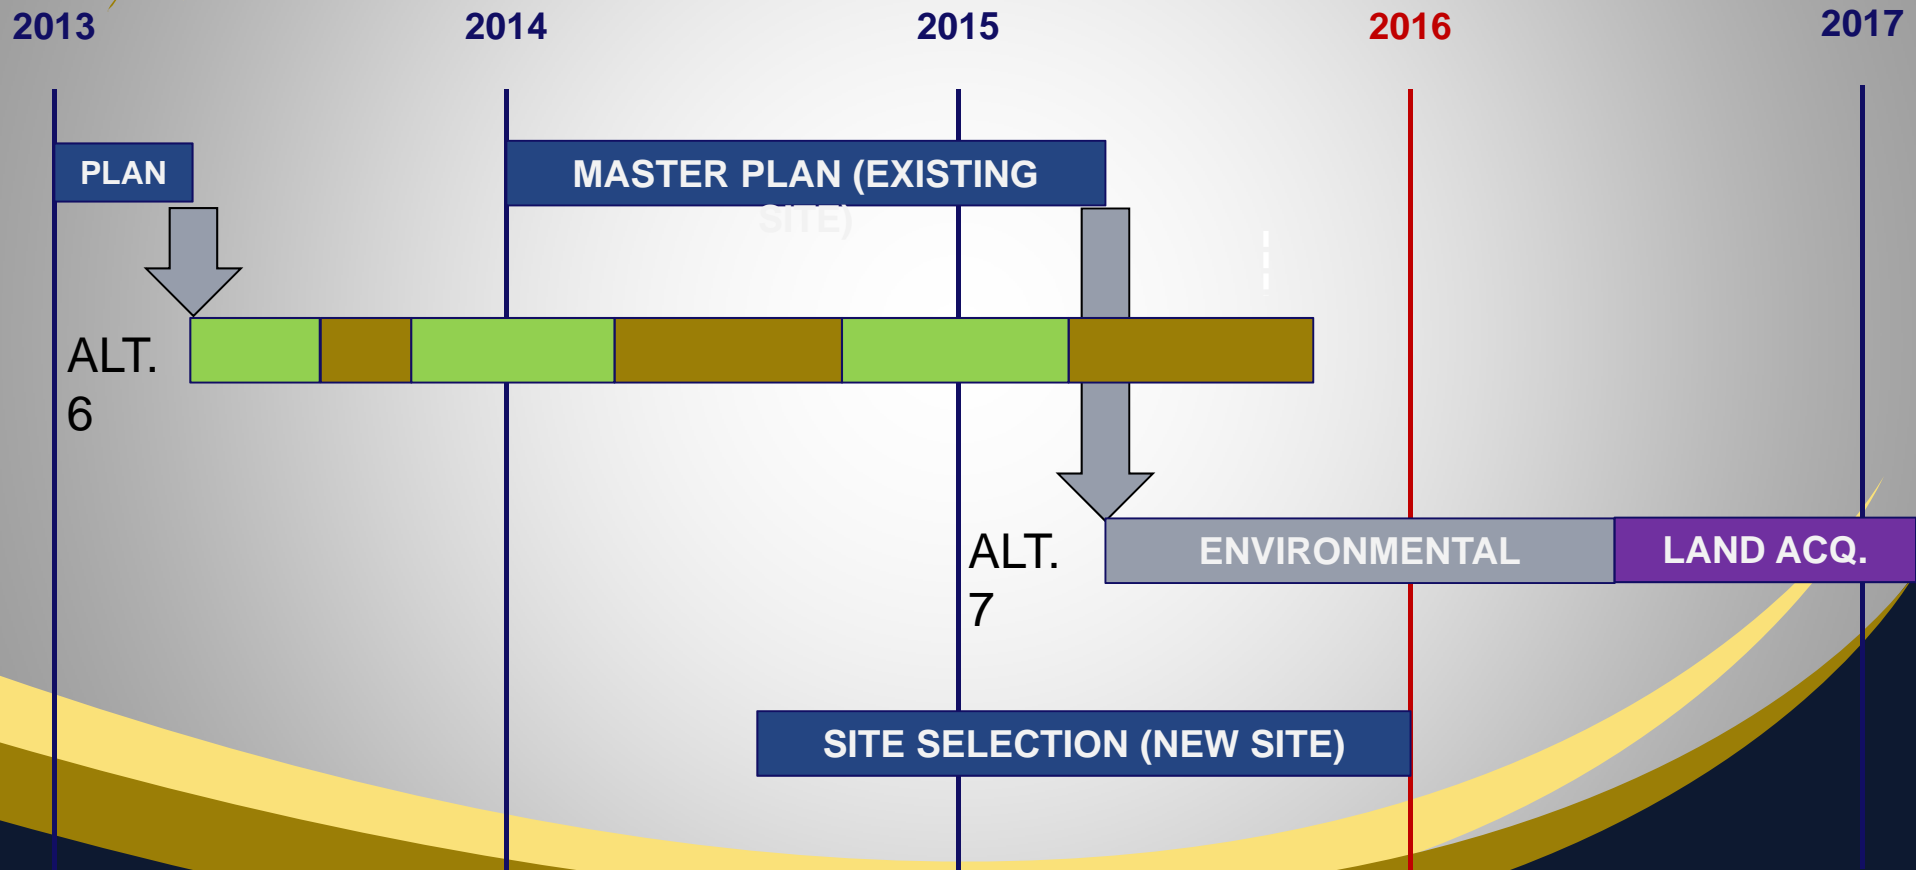 2013 2014 2015 2016 2017
PLAN
MASTER PLAN (EXISTING
SITE)
ALT.
6
ALT.
7
ENVIRONMENTAL
LAND ACQ.
SITE SELECTION (NEW SITE)